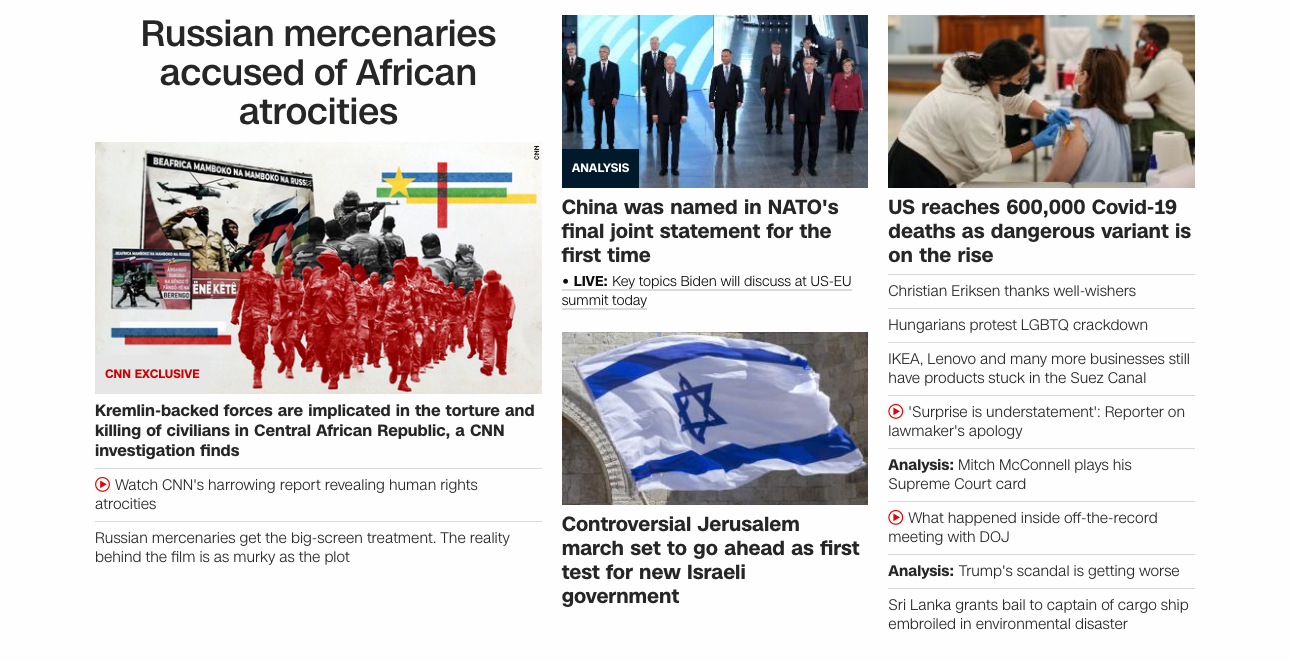 Russian mercenaries
accused of African
atrocities
CNN
BEAFRICA MAMBOKO NA MAMBOKO NA RUSSE
BEAFRICA MAMBOKO NA MAMBOKO NA RUSSE
BERENGO
ËNË KËTË
CNN EXCLUSIVE
Kremlin-backed forces are implicated in the torture and
killing of civilians in Central African Republic, a CNN
investigation finds
Watch CNN's harrowing report revealing human rights
atrocities
Russian mercenaries get the big-screen treatment. The reality
behind the film is as murky as the plot
ANALYSIS
China was named in NATO's
final joint statement for the
first time
• LIVE: Key topics Biden will discuss at US-EU
summit today
Controversial Jerusalem
march set to go ahead as first
test for new Israeli
government
US reaches 600,000 Covid-19
deaths as dangerous variant is
on the rise
Christian Eriksen thanks well-wishers
Hungarians protest LGBTQ crackdown
IKEA, Lenovo and many more businesses still
have products stuck in the Suez Canal
'Surprise is understatement': Reporter on
lawmaker's apology
Analysis: Mitch McConnell plays his
Supreme Court card
What happened inside off-the-record
meeting with DOJ
Analysis: Trump's scandal is getting worse
Sri Lanka grants bail to captain of cargo ship
embroiled in environmental disaster